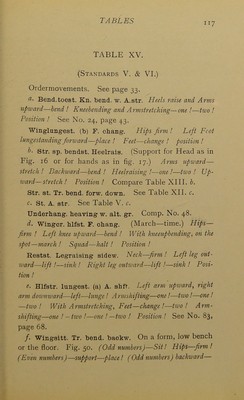 TABLES 117
TABLE XV.
(Standards V. & VI.)
Ordermovements. See page 33.
a. Bend.toest. Kn. bend. w. A.str. Heels raise and Arms
upward—bend! Kneebending and Armstretching—one!—two!
Position! See No. 24, page 43.
Winglungest. (b) F. chang. Hips firm! Left Foot
lungestanding forward—place! Feet—change! position!
b. Str. sp. bendst. Heelrais. (Support for Head as in
Fig. 16 or for hands as in fig. 17.) Arms upward—
stretch! Backward—bend! Heelraising!—one!—two! Up-
ward—stretch! Position! Compare Table XIII. b.
Str. st. Tr. bend. forw. down. See Table XII. c.
c. St. A. str. See Table V. c.
Underhang. heaving w. alt. gr. Comp. No. 48.
d. Wingor. hlfst. F. chang. (March—time.) Hips—
firm! Left knee upward—bend! With kneeupbending, on the
spot—march! Squad—halt! Position!
Restst. Legraising sidew. Neck—firm! Left leg out-
ward—lift!—sink! Right leg outward—lift!—sink! Posi-
tion!
e. Hlfstr. lungest. (a) A. shft. Left arm upward, right
arm downward—left—lunge! Armshifting—one!—two!—one!
—two! With Armstretching, Feet—change!—two! Arm-
shifting—one!—two!—one!—two! Position! See No. 83,
page 68.
f. Wingsitt. Tr. bend. backw. On a form, low bench
or the floor. Fig. 50. (Odd numbers)—Sit! Hips—firm!
(Even numbers)—support—place! (Odd numbers) backward—